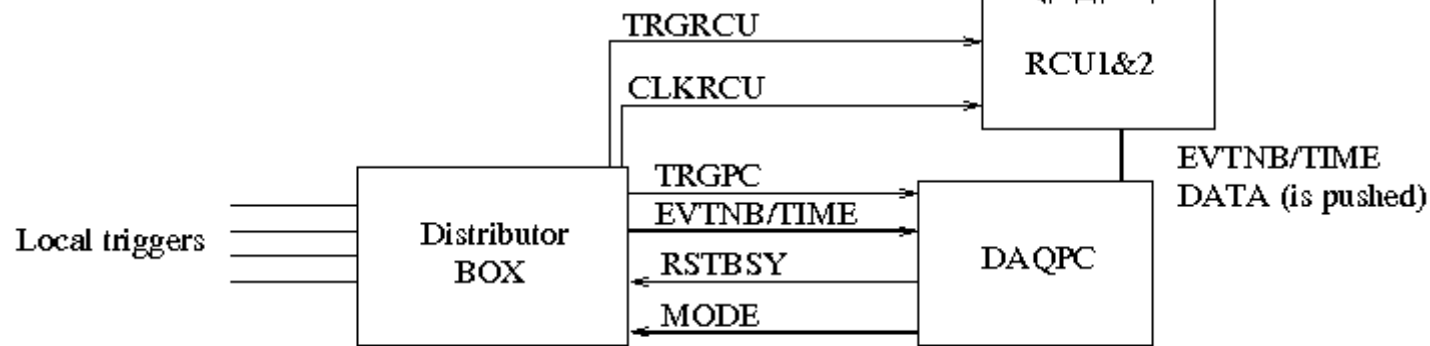 TRGRCU
RCU1&2
CLKRCU
EVTNB/TIME
DATA (is pushed)
TRGPC
EVTNB/TIME
Local triggers
Distributor
BOX
RSTBSY
DAQPC
MODE